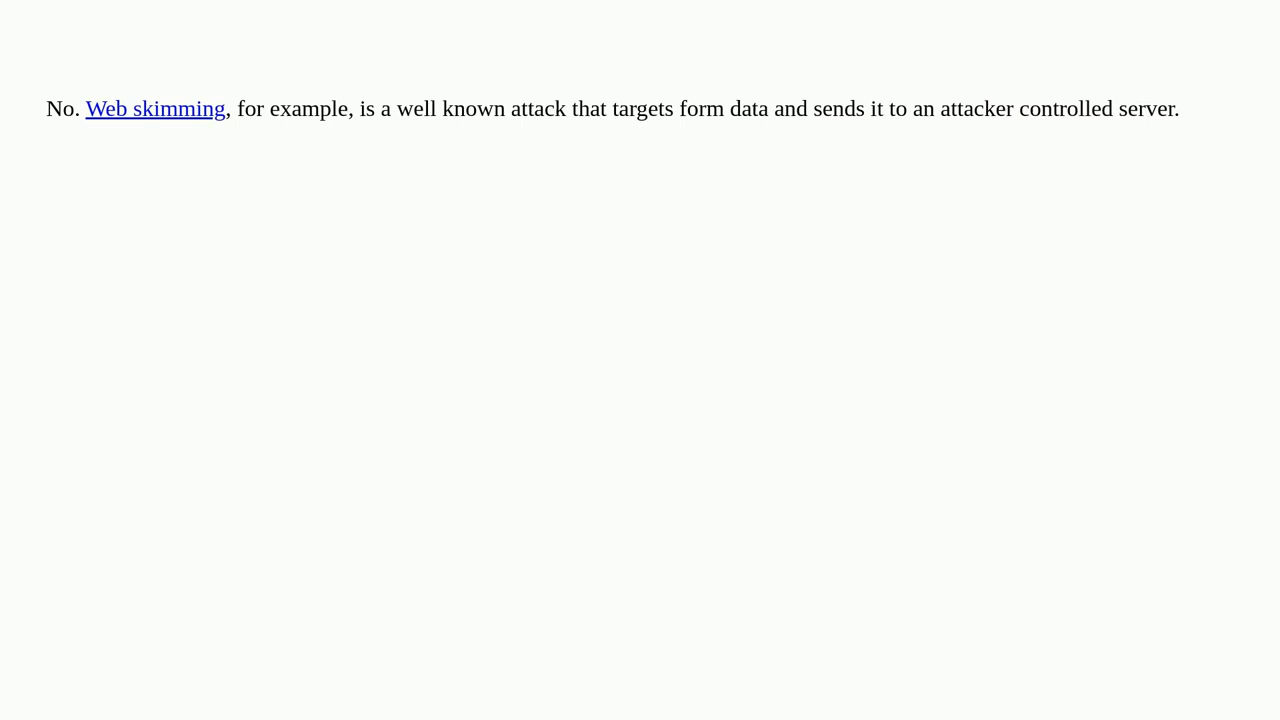 No. Web skimming, for example, is a well known attack that targets form data and sends it to an attacker controlled server.